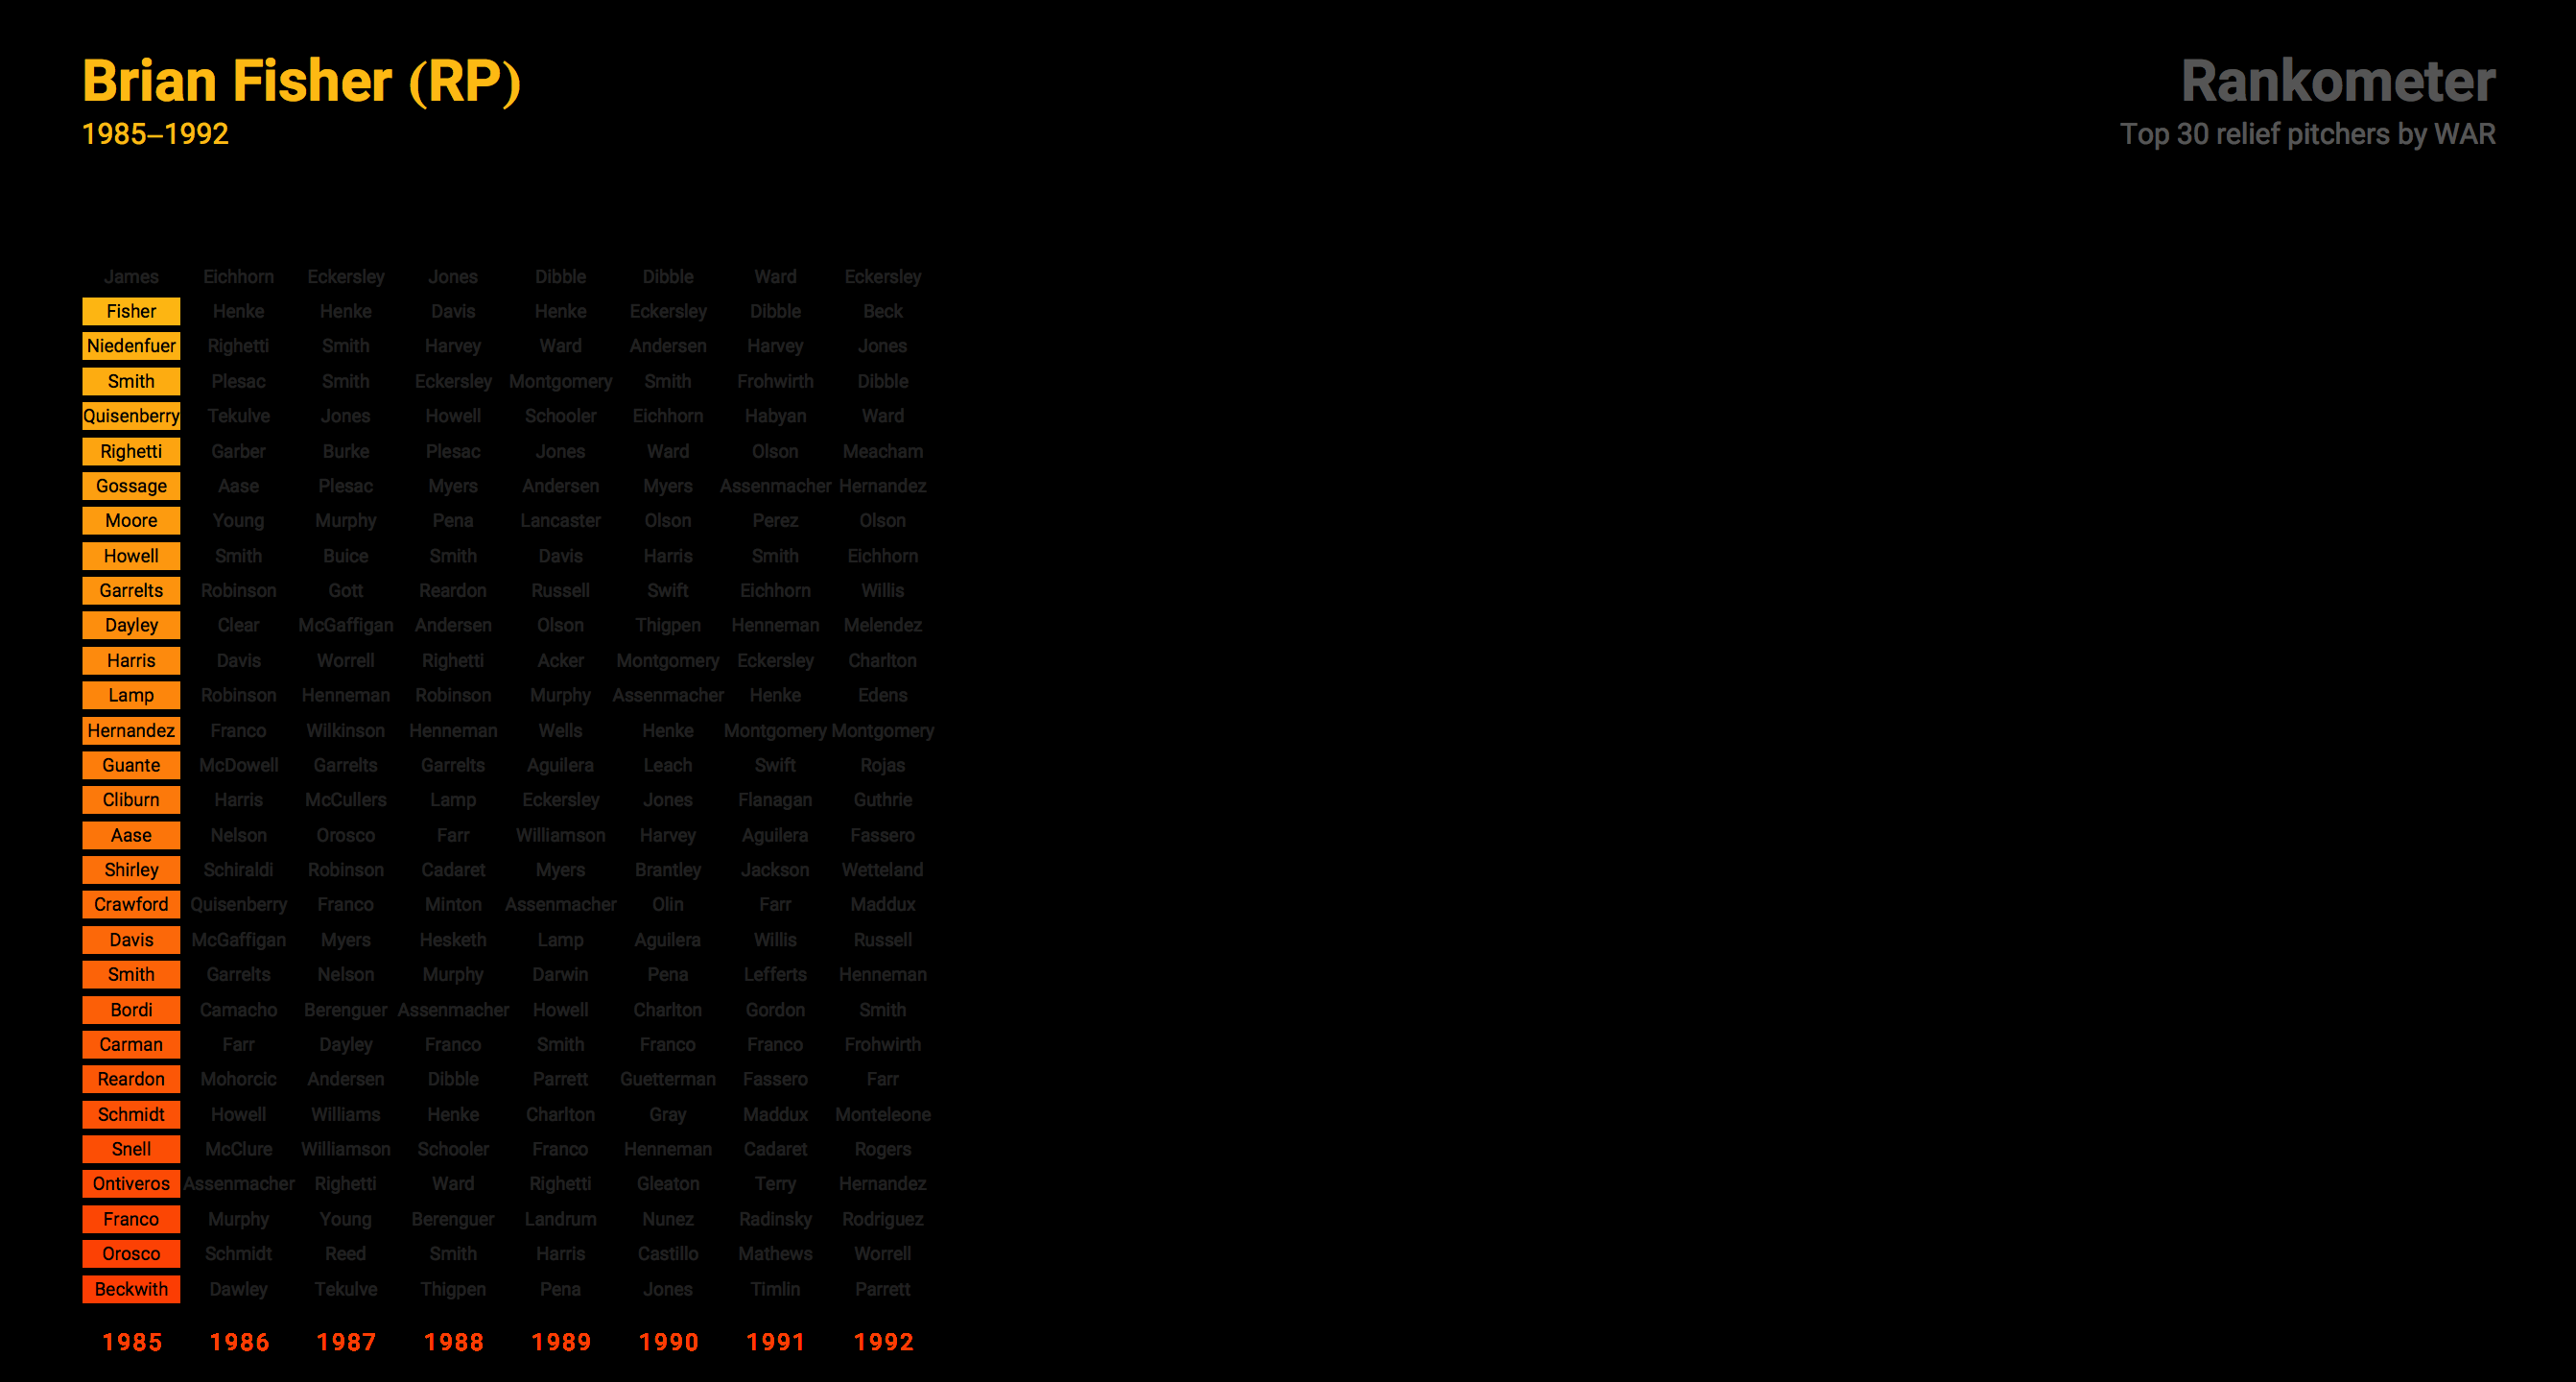 Brian Fisher (RP)
1985–1992
Rankometer
Top 30 relief pitchers by WAR
James Eichhorn Eckersley Jones Dibble Dibble Ward Eckersley
Fisher Henke Henke Davis Henke Eckersley Dibble Beck
Niedenfuer Righetti Smith Harvey Ward Andersen Harvey Jones
Smith Plesac Smith Eckersley Montgomery Smith Frohwirth Dibble
Quisenberry Tekulve Jones Howell Schooler Eichhorn Habyan Ward
Righetti Garber Burke Plesac Jones Ward Olson Meacham
Gossage Aase Plesac Myers Andersen Myers Assenmacher Hernandez
Moore Young Murphy Pena Lancaster Olson Perez Olson
Howell Smith Buice Smith Davis Harris Smith Eichhorn
Garrelts Robinson Gott Reardon Russell Swift Eichhorn Willis
Dayley Clear McGaffigan Andersen Olson Thigpen Henneman Melendez
Harris Davis Worrell Righetti Acker Montgomery Eckersley Charlton
Lamp Robinson Henneman Robinson Murphy Assenmacher Henke Edens
Hernandez Franco Wilkinson Henneman Wells Henke Montgomery Montgomery
Guante McDowell Garrelts Garrelts Aguilera Leach Swift Rojas
Cliburn Harris McCullers Lamp Eckersley Jones Flanagan Guthrie
Aase Nelson Orosco Farr Williamson Harvey Aguilera Fassero
Shirley Schiraldi Robinson Cadaret Myers Brantley Jackson Wetteland
Crawford Quisenberry Franco Minton Assenmacher Olin Farr Maddux
Davis McGaffigan Myers Hesketh Lamp Aguilera Willis Russell
Smith Garrelts Nelson Murphy Darwin Pena Lefferts Henneman
Bordi Camacho Berenguer Assenmacher Howell Charlton Gordon Smith
Carman Farr Dayley Franco Smith Franco Franco Frohwirth
Reardon Mohorcic Andersen Dibble Parrett Guetterman Fassero Farr
Schmidt Howell Williams Henke Charlton Gray Maddux Monteleone
Snell McClure Williamson Schooler Franco Henneman Cadaret Rogers
Ontiveros Assenmacher Righetti Ward Righetti Gleaton Terry Hernandez
Franco Murphy Young Berenguer Landrum Nunez Radinsky Rodriguez
Orosco Schmidt Reed Smith Harris Castillo Mathews Worrell
Beckwith Dawley Tekulve Thigpen Pena Jones Timlin Parrett
1985 1986 1987 1988 1989 1990 1991 1992